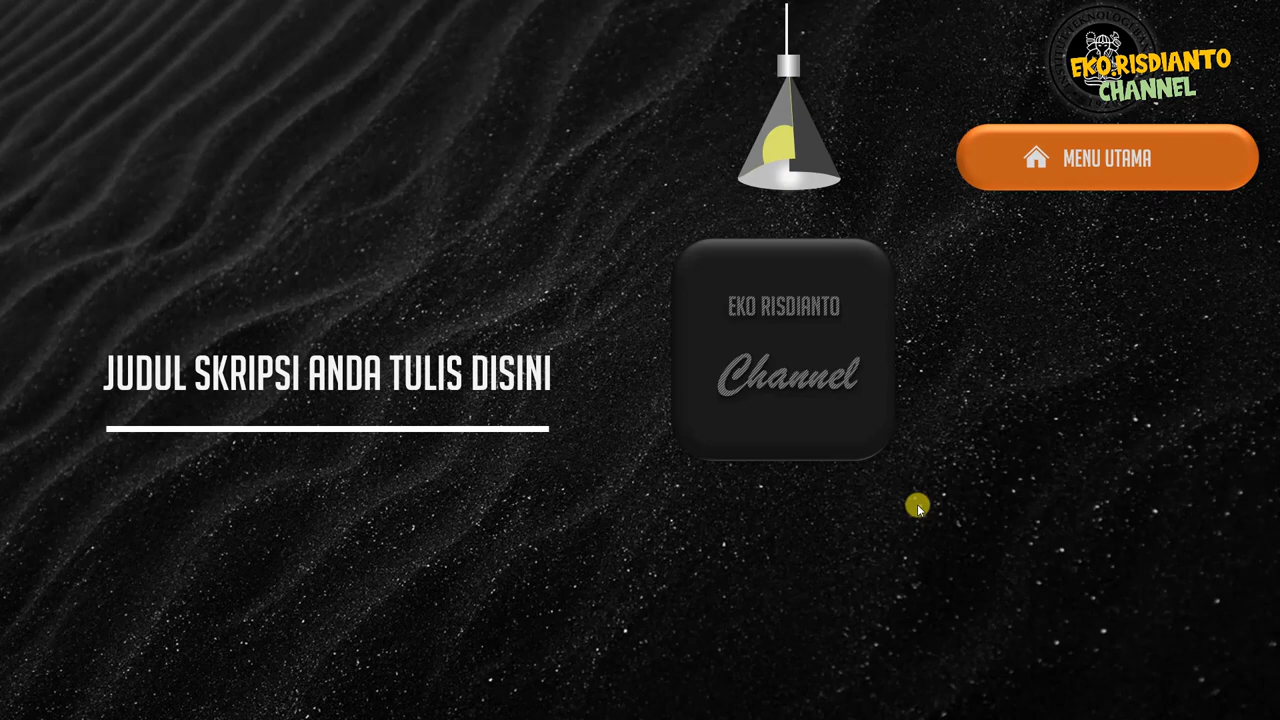 EKO.RISDIANTO
CHANNEL
MENU UTAMA
EKO RISDIANTO
Channel
JUDUL SKRIPSI ANDA TULIS DISINI